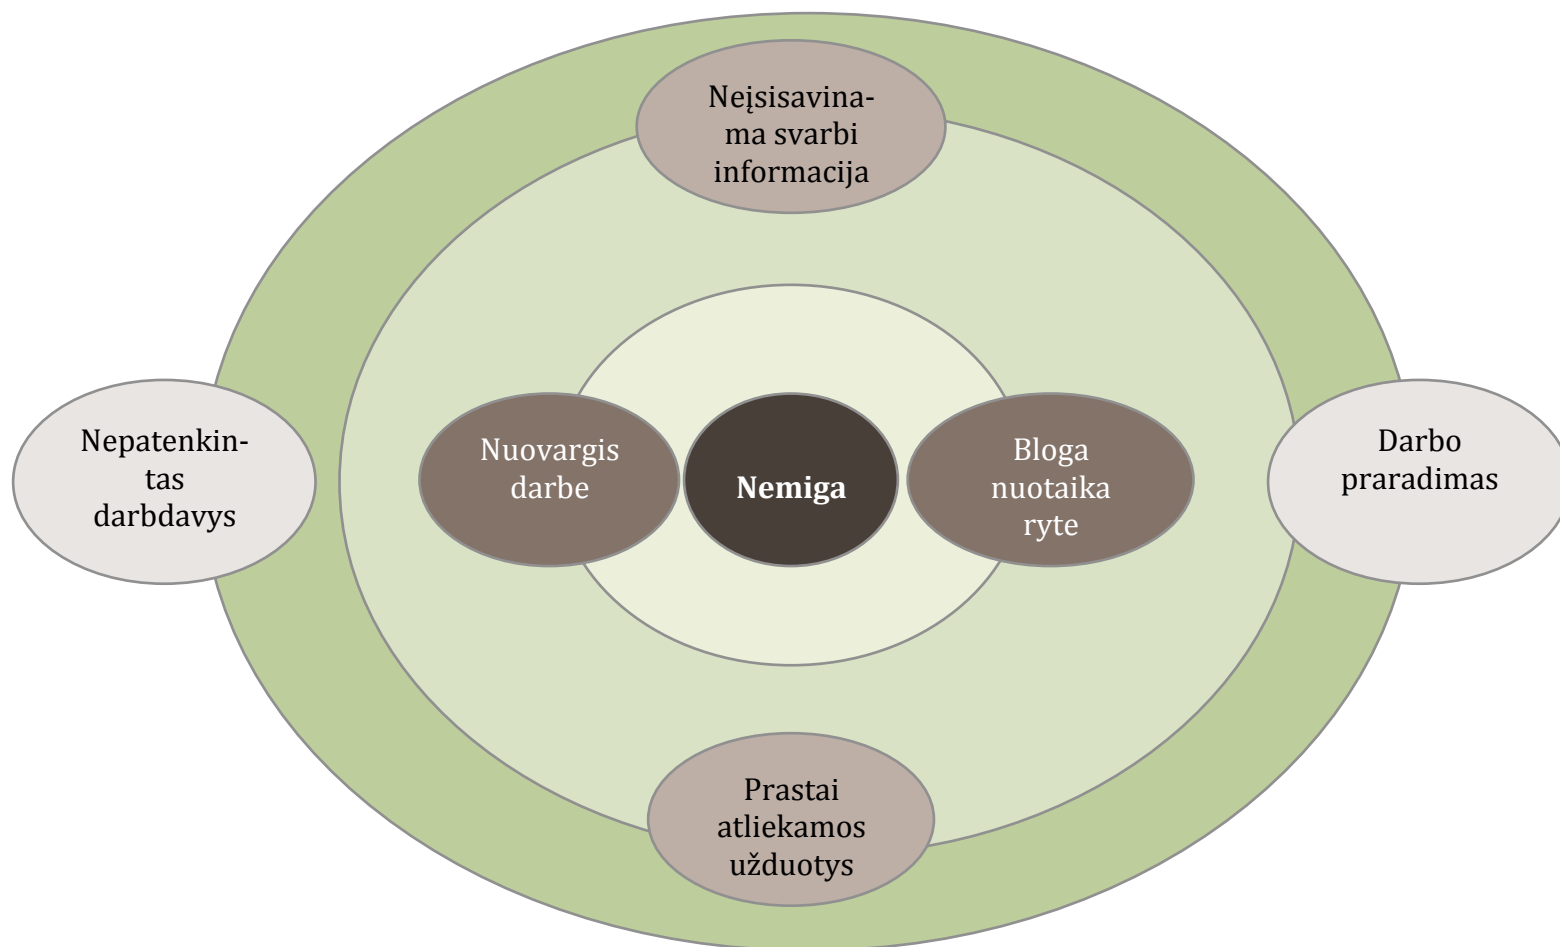 Neįsisavina-
ma svarbi
informacija
Nepatenkin-
tas
darbdavys
Nuovargis
darbe
Nemiga
Bloga
nuotaika
ryte
Darbo
praradimas
Prastai
atliekamos
užduotys